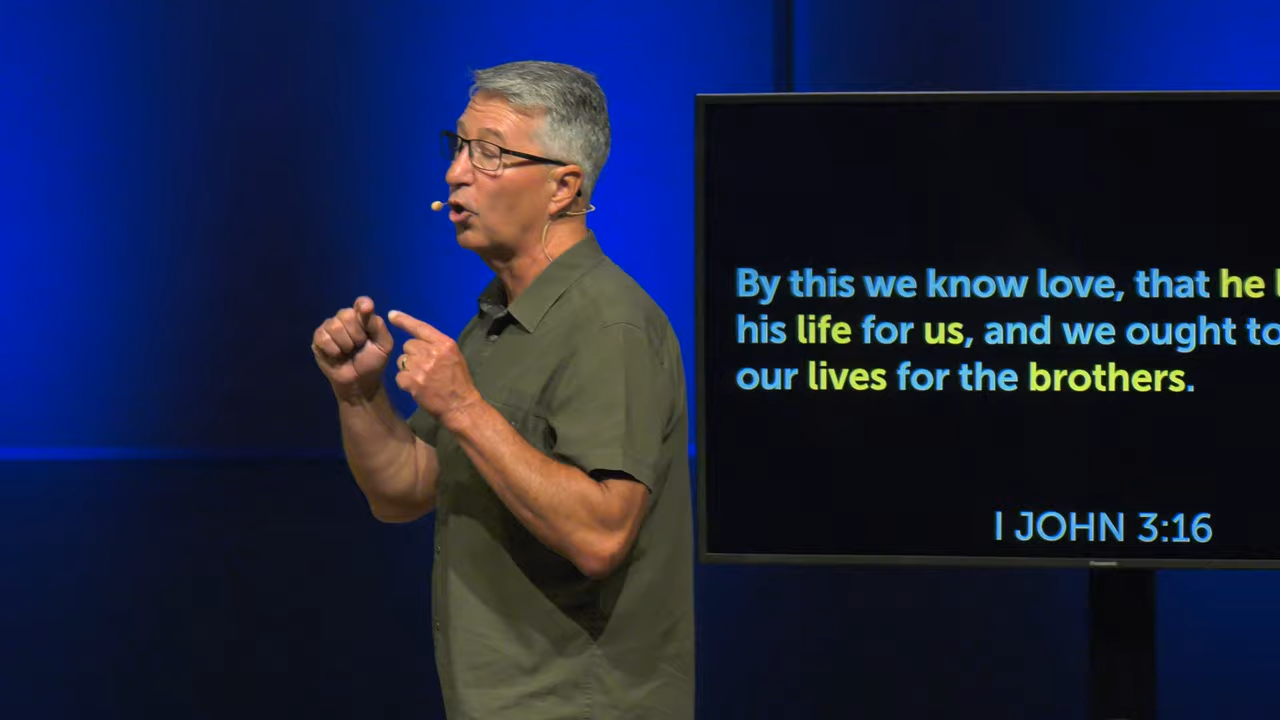 By this we know love, that he
his life for us, and we ought to
our lives for the brothers.
I JOHN 3:16
Panasonic